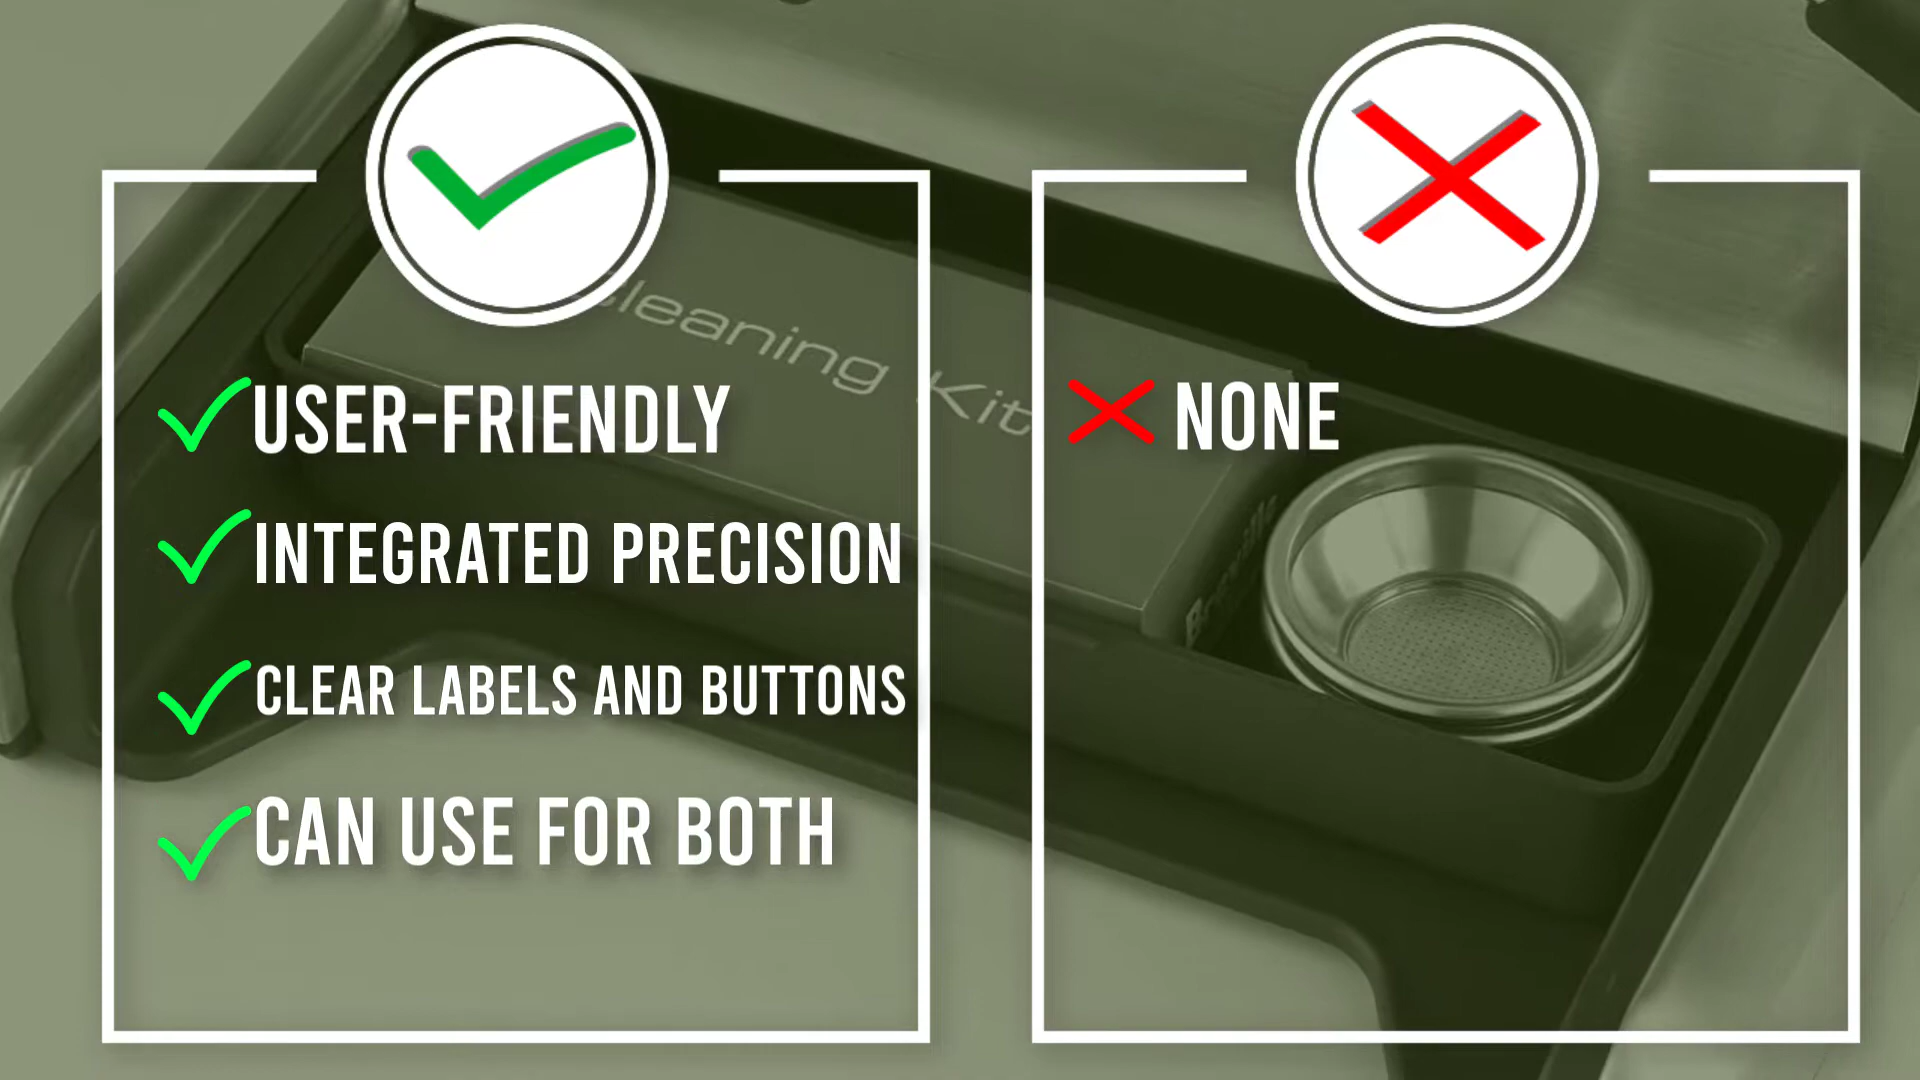 Cleaning Kit
USER-FRIENDLY
INTEGRATED PRECISION
CLEAR LABELS AND BUTTONS
CAN USE FOR BOTH
NONE